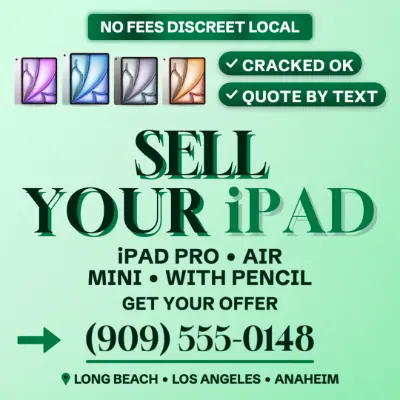 NO FEES DISCREET LOCAL
✓ CRACKED OK
✓ QUOTE BY TEXT
SELL
YOUR iPAD
iPAD PRO • AIR
MINI • WITH PENCIL
GET YOUR OFFER
(909) 555-0148
LONG BEACH • LOS ANGELES • ANAHEIM